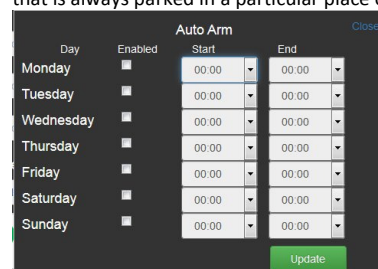 that is always parked in a particular place
Auto Arm Close
Day Enabled Start End
Monday 00:00 00:00
Tuesday 00:00 00:00
Wednesday 00:00 00:00
Thursday 00:00 00:00
Friday 00:00 00:00
Saturday 00:00 00:00
Sunday 00:00 00:00
Update